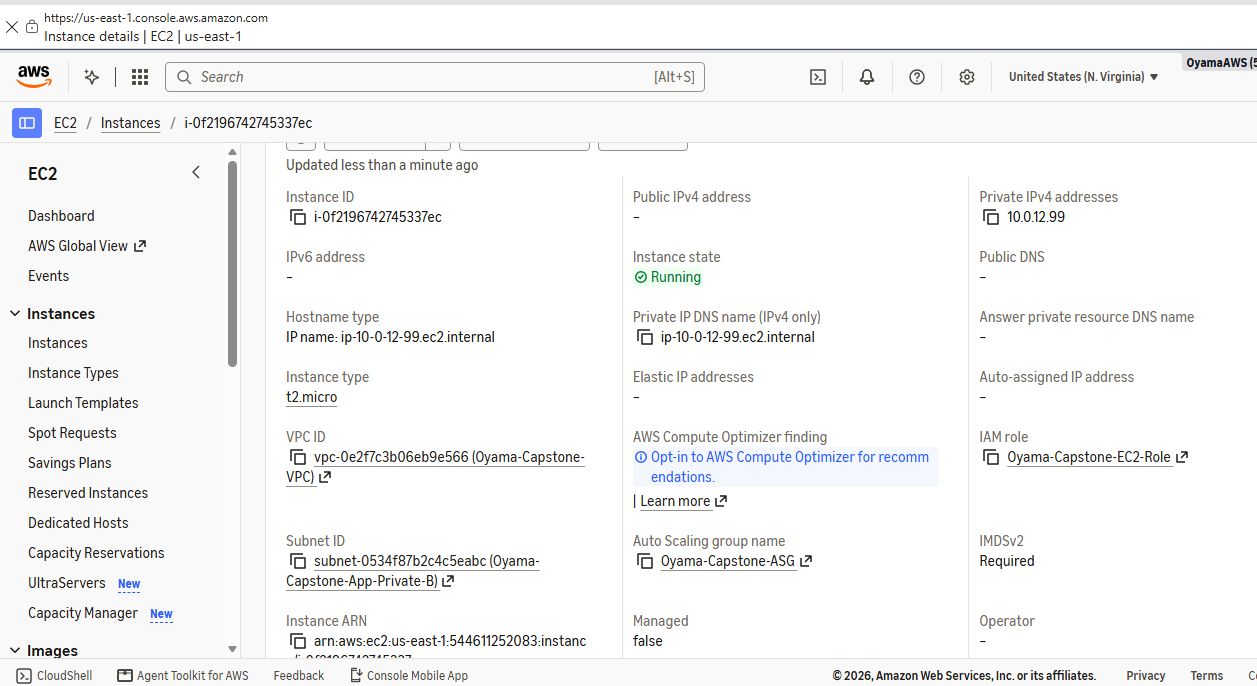 https://us-east-1.console.aws.amazon.com
Instance details | EC2 | us-east-1
aws
Search
[Alt+S]
United States (N. Virginia)
OyamaAWS (5
EC2 / Instances / i-0f2196742745337ec
EC2
Dashboard
AWS Global View
Events
Instances
Instances
Instance Types
Launch Templates
Spot Requests
Savings Plans
Reserved Instances
Dedicated Hosts
Capacity Reservations
UltraServers New
Capacity Manager New
Images
Updated less than a minute ago
Instance ID
i-0f2196742745337ec
Public IPv4 address
–
Private IPv4 addresses
10.0.12.99
IPv6 address
–
Instance state
Running
Public DNS
–
Hostname type
IP name: ip-10-0-12-99.ec2.internal
Private IP DNS name (IPv4 only)
ip-10-0-12-99.ec2.internal
Answer private resource DNS name
–
Instance type
t2.micro
Elastic IP addresses
–
Auto-assigned IP address
–
VPC ID
vpc-0e2f7c3b06eb9e566 (Oyama-Capstone-
VPC)
AWS Compute Optimizer finding
Opt-in to AWS Compute Optimizer for recomm
endations.
| Learn more
IAM role
Oyama-Capstone-EC2-Role
Subnet ID
subnet-0534f87b2c4c5eabc (Oyama-
Capstone-App-Private-B)
Auto Scaling group name
Oyama-Capstone-ASG
IMDSv2
Required
Instance ARN
arn:aws:ec2:us-east-1:544611252083:instanc
Managed
false
Operator
–
CloudShell
Agent Toolkit for AWS
Feedback
Console Mobile App
© 2026, Amazon Web Services, Inc. or its affiliates.
Privacy
Terms